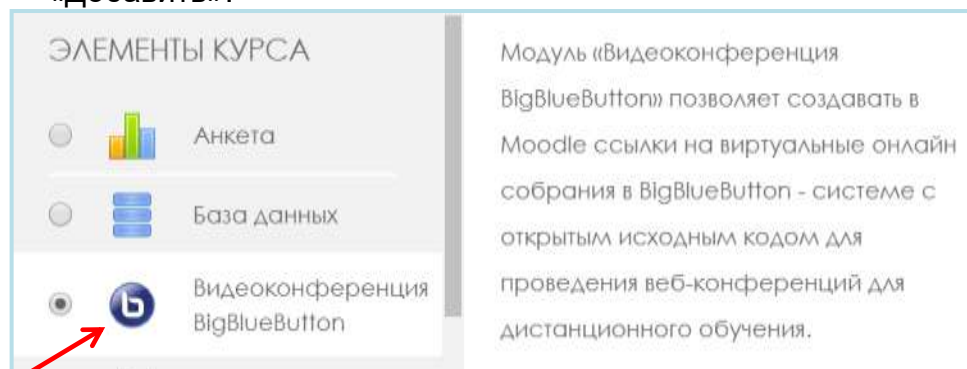 «Добавить».
ЭЛЕМЕНТЫ КУРСА
Анкета
База данных
Видеоконференция
BigBlueButton
Модуль «Видеоконференция
BigBlueButton» позволяет создавать в
Moodle ссылки на виртуальные онлайн
собрания в BigBlueButton - системе с
открытым исходным кодом для
проведения веб-конференций для
дистанционного обучения.